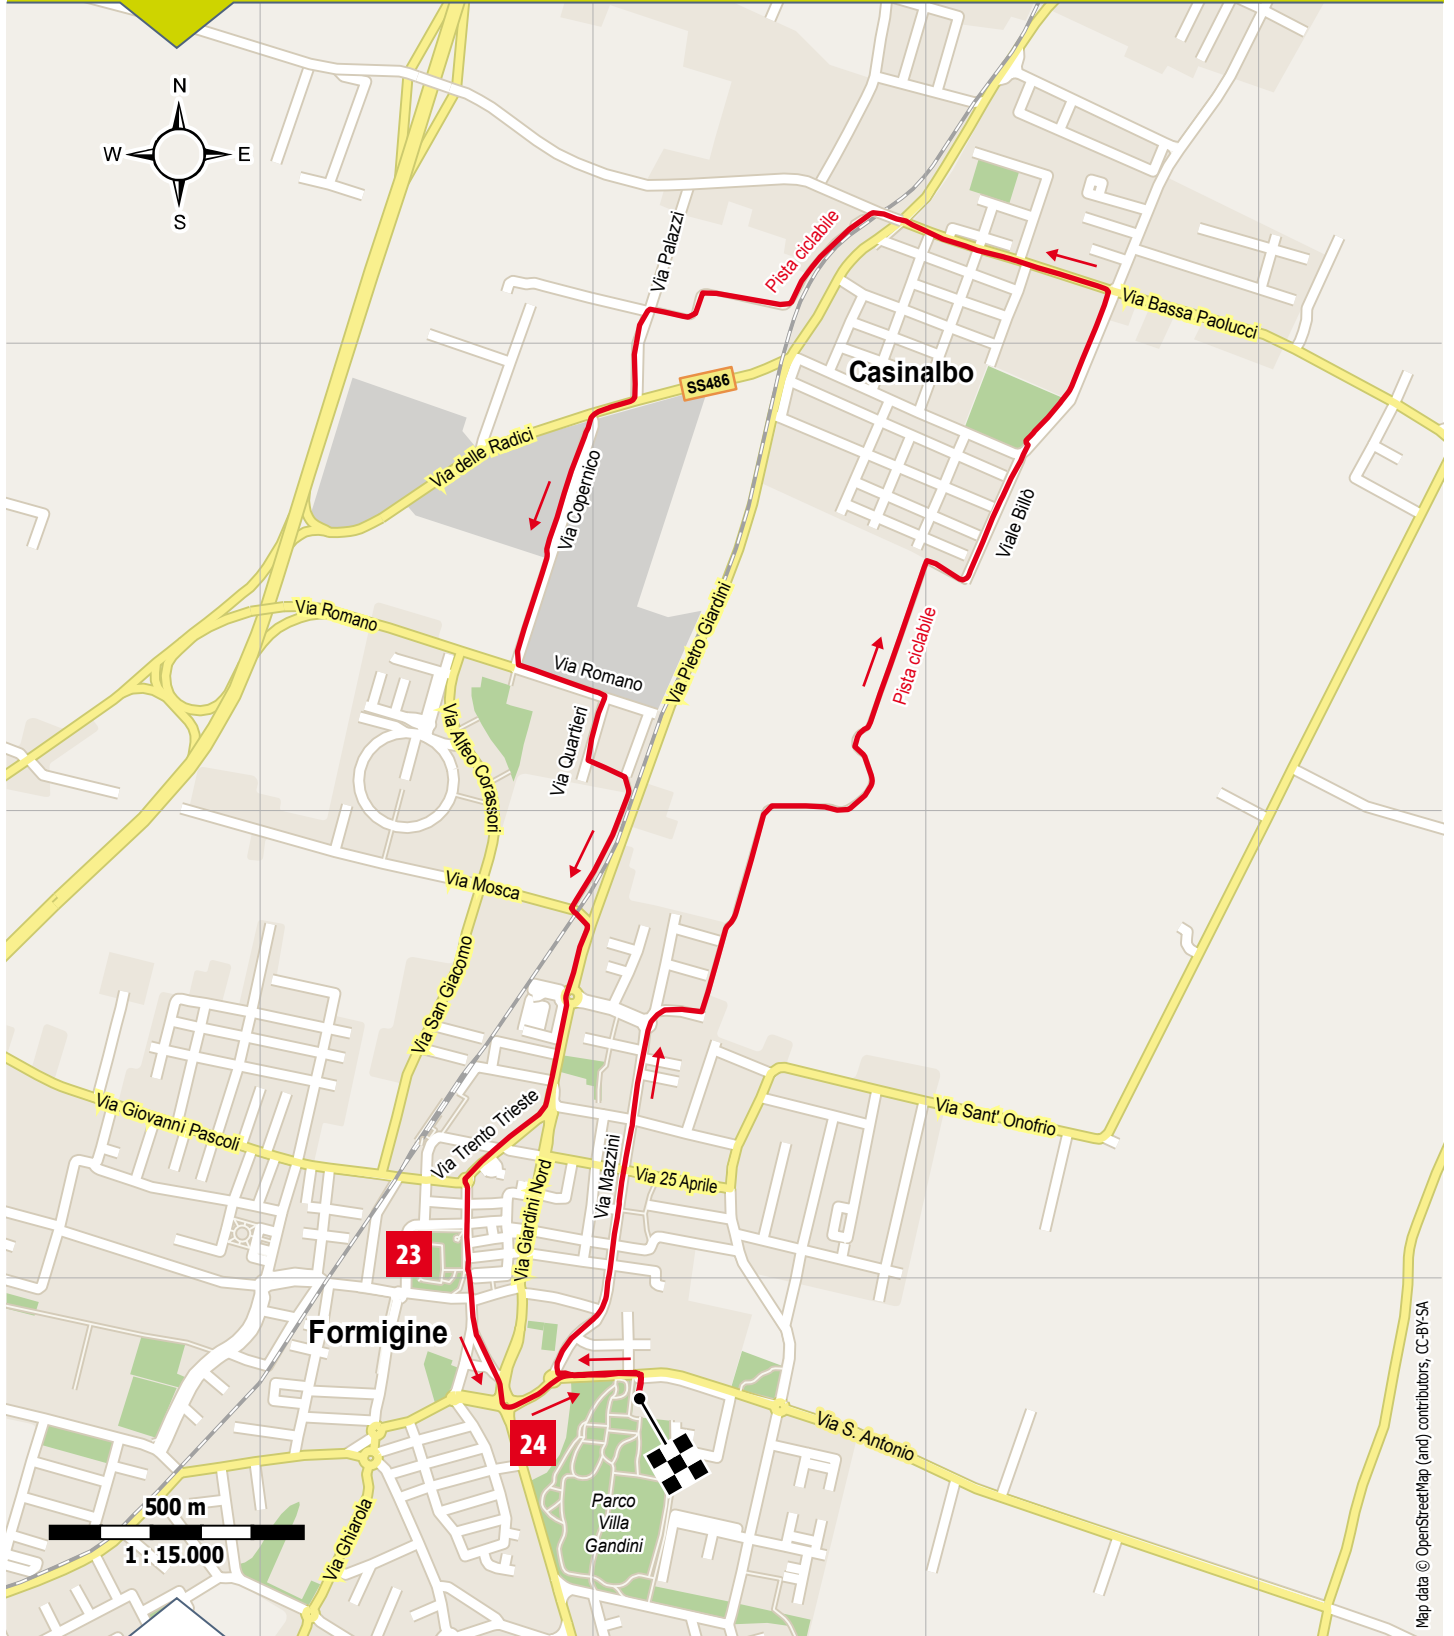 N
W
E
S
Via Palazzi
Pista ciclabile
Via Bassa Paolucci
Casinalbo
SS486
Via delle Radici
Via Copernico
Viale Billò
Via Romano
Via Pietro Giardini
Pista ciclabile
Via Romano
Via Quartieri
Via Alfeo Corassori
Via Mosca
Via San Giacomo
Via Giovanni Pascoli
Via Trento Trieste
Via Sant' Onofrio
Via Mazzini
Via 25 Aprile
Via Giardini Nord
23
Formigine
24
Via S. Antonio
Parco
Villa
Gandini
Via Ghiarola
500 m
1 : 15.000
Map data © OpenStreetMap (and) contributors, CC-BY-SA